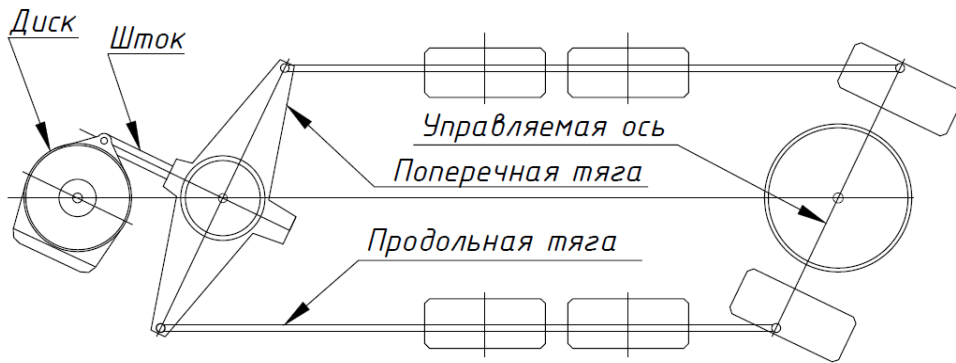 Диск
Шток
Управляемая ось
Поперечная тяга
Продольная тяга